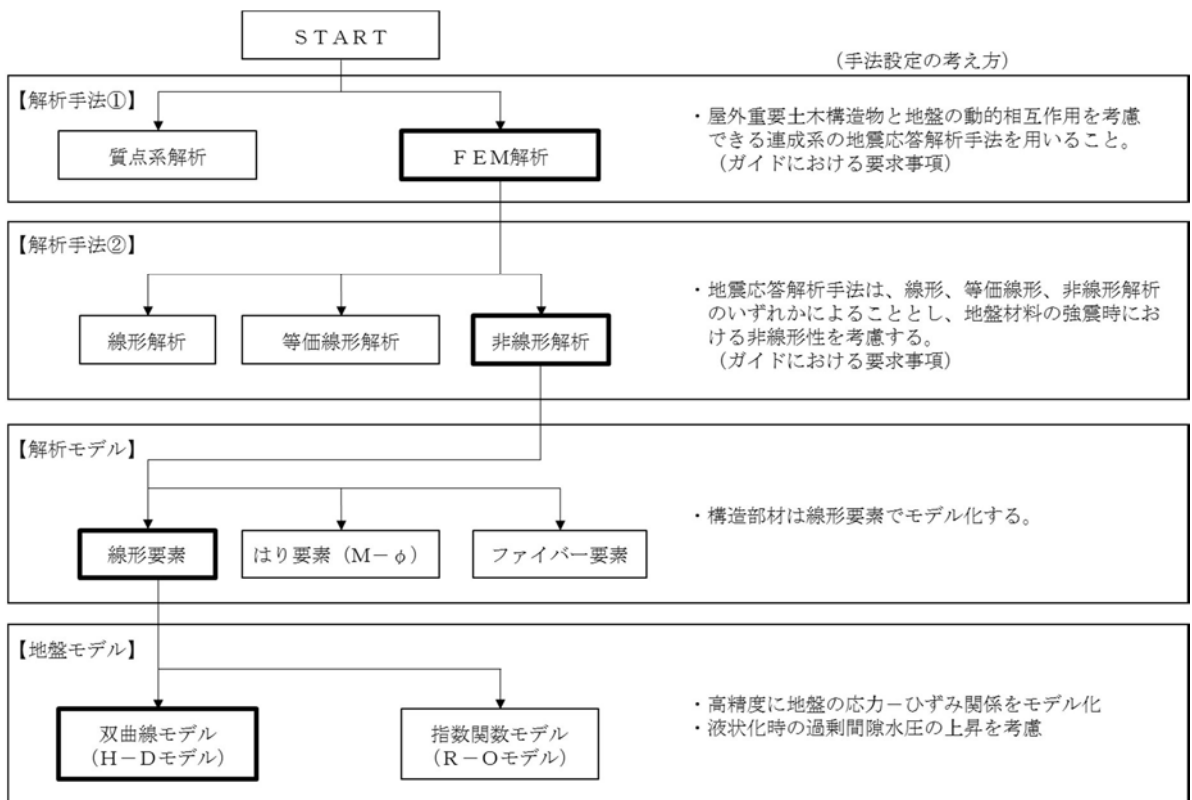 ＳＴＡＲＴ
（手法設定の考え方）
【解析手法①】
質点系解析
ＦＥＭ解析
・屋外重要土木構造物と地盤の動的相互作用を考慮
できる連成系の地震応答解析手法を用いること。
（ガイドにおける要求事項）
【解析手法②】
線形解析
等価線形解析
非線形解析
・地震応答解析手法は、線形、等価線形、非線形解析
のいずれかによることとし、地盤材料の強震時にお
ける非線形性を考慮する。
（ガイドにおける要求事項）
【解析モデル】
線形要素
はり要素（Ｍ－φ）
ファイバー要素
・構造部材は線形要素でモデル化する。
【地盤モデル】
双曲線モデル
（Ｈ－Ｄモデル）
指数関数モデル
（Ｒ－Ｏモデル）
・高精度に地盤の応力－ひずみ関係をモデル化
・液状化時の過剰間隙水圧の上昇を考慮